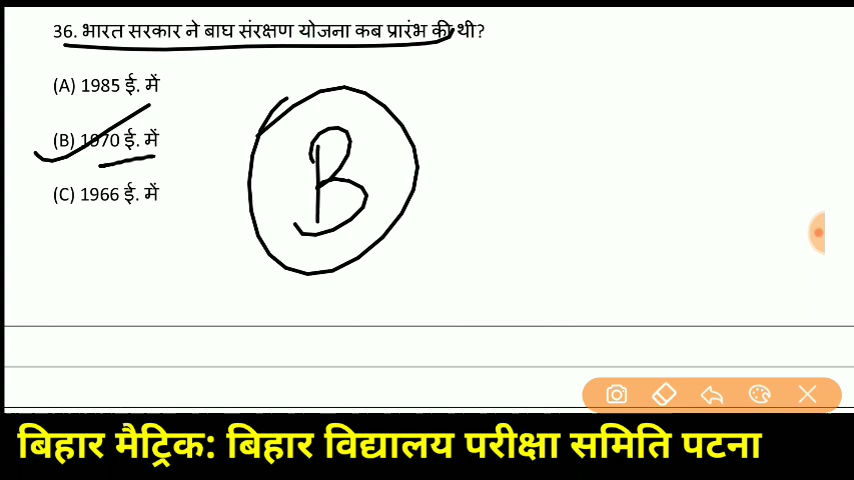 36. भारत सरकार ने बाघ संरक्षण योजना कब प्रारंभ की थी?
(A) 1985 ई. में
(B) 1970 ई. में
B
(C) 1966 ई. में
बिहार मैट्रिक: बिहार विद्यालय परीक्षा समिति पटना